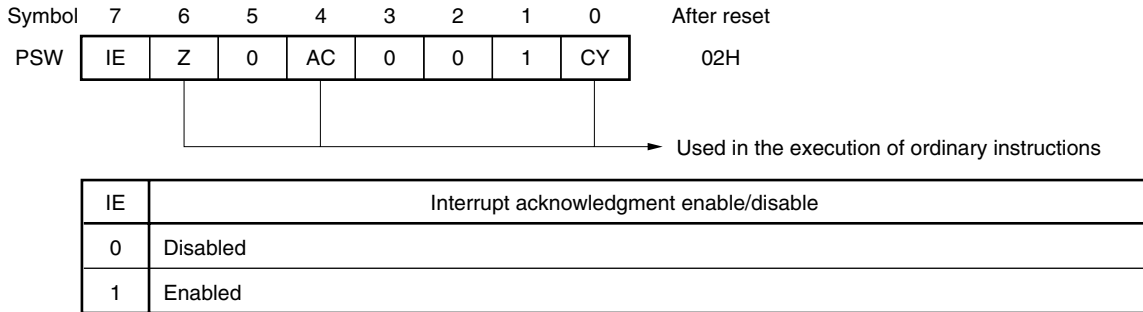 Symbol 7 6 5 4 3 2 1 0 After reset
PSW IE Z 0 AC 0 0 1 CY 02H
Used in the execution of ordinary instructions
IE Interrupt acknowledgment enable/disable
0 Disabled
1 Enabled